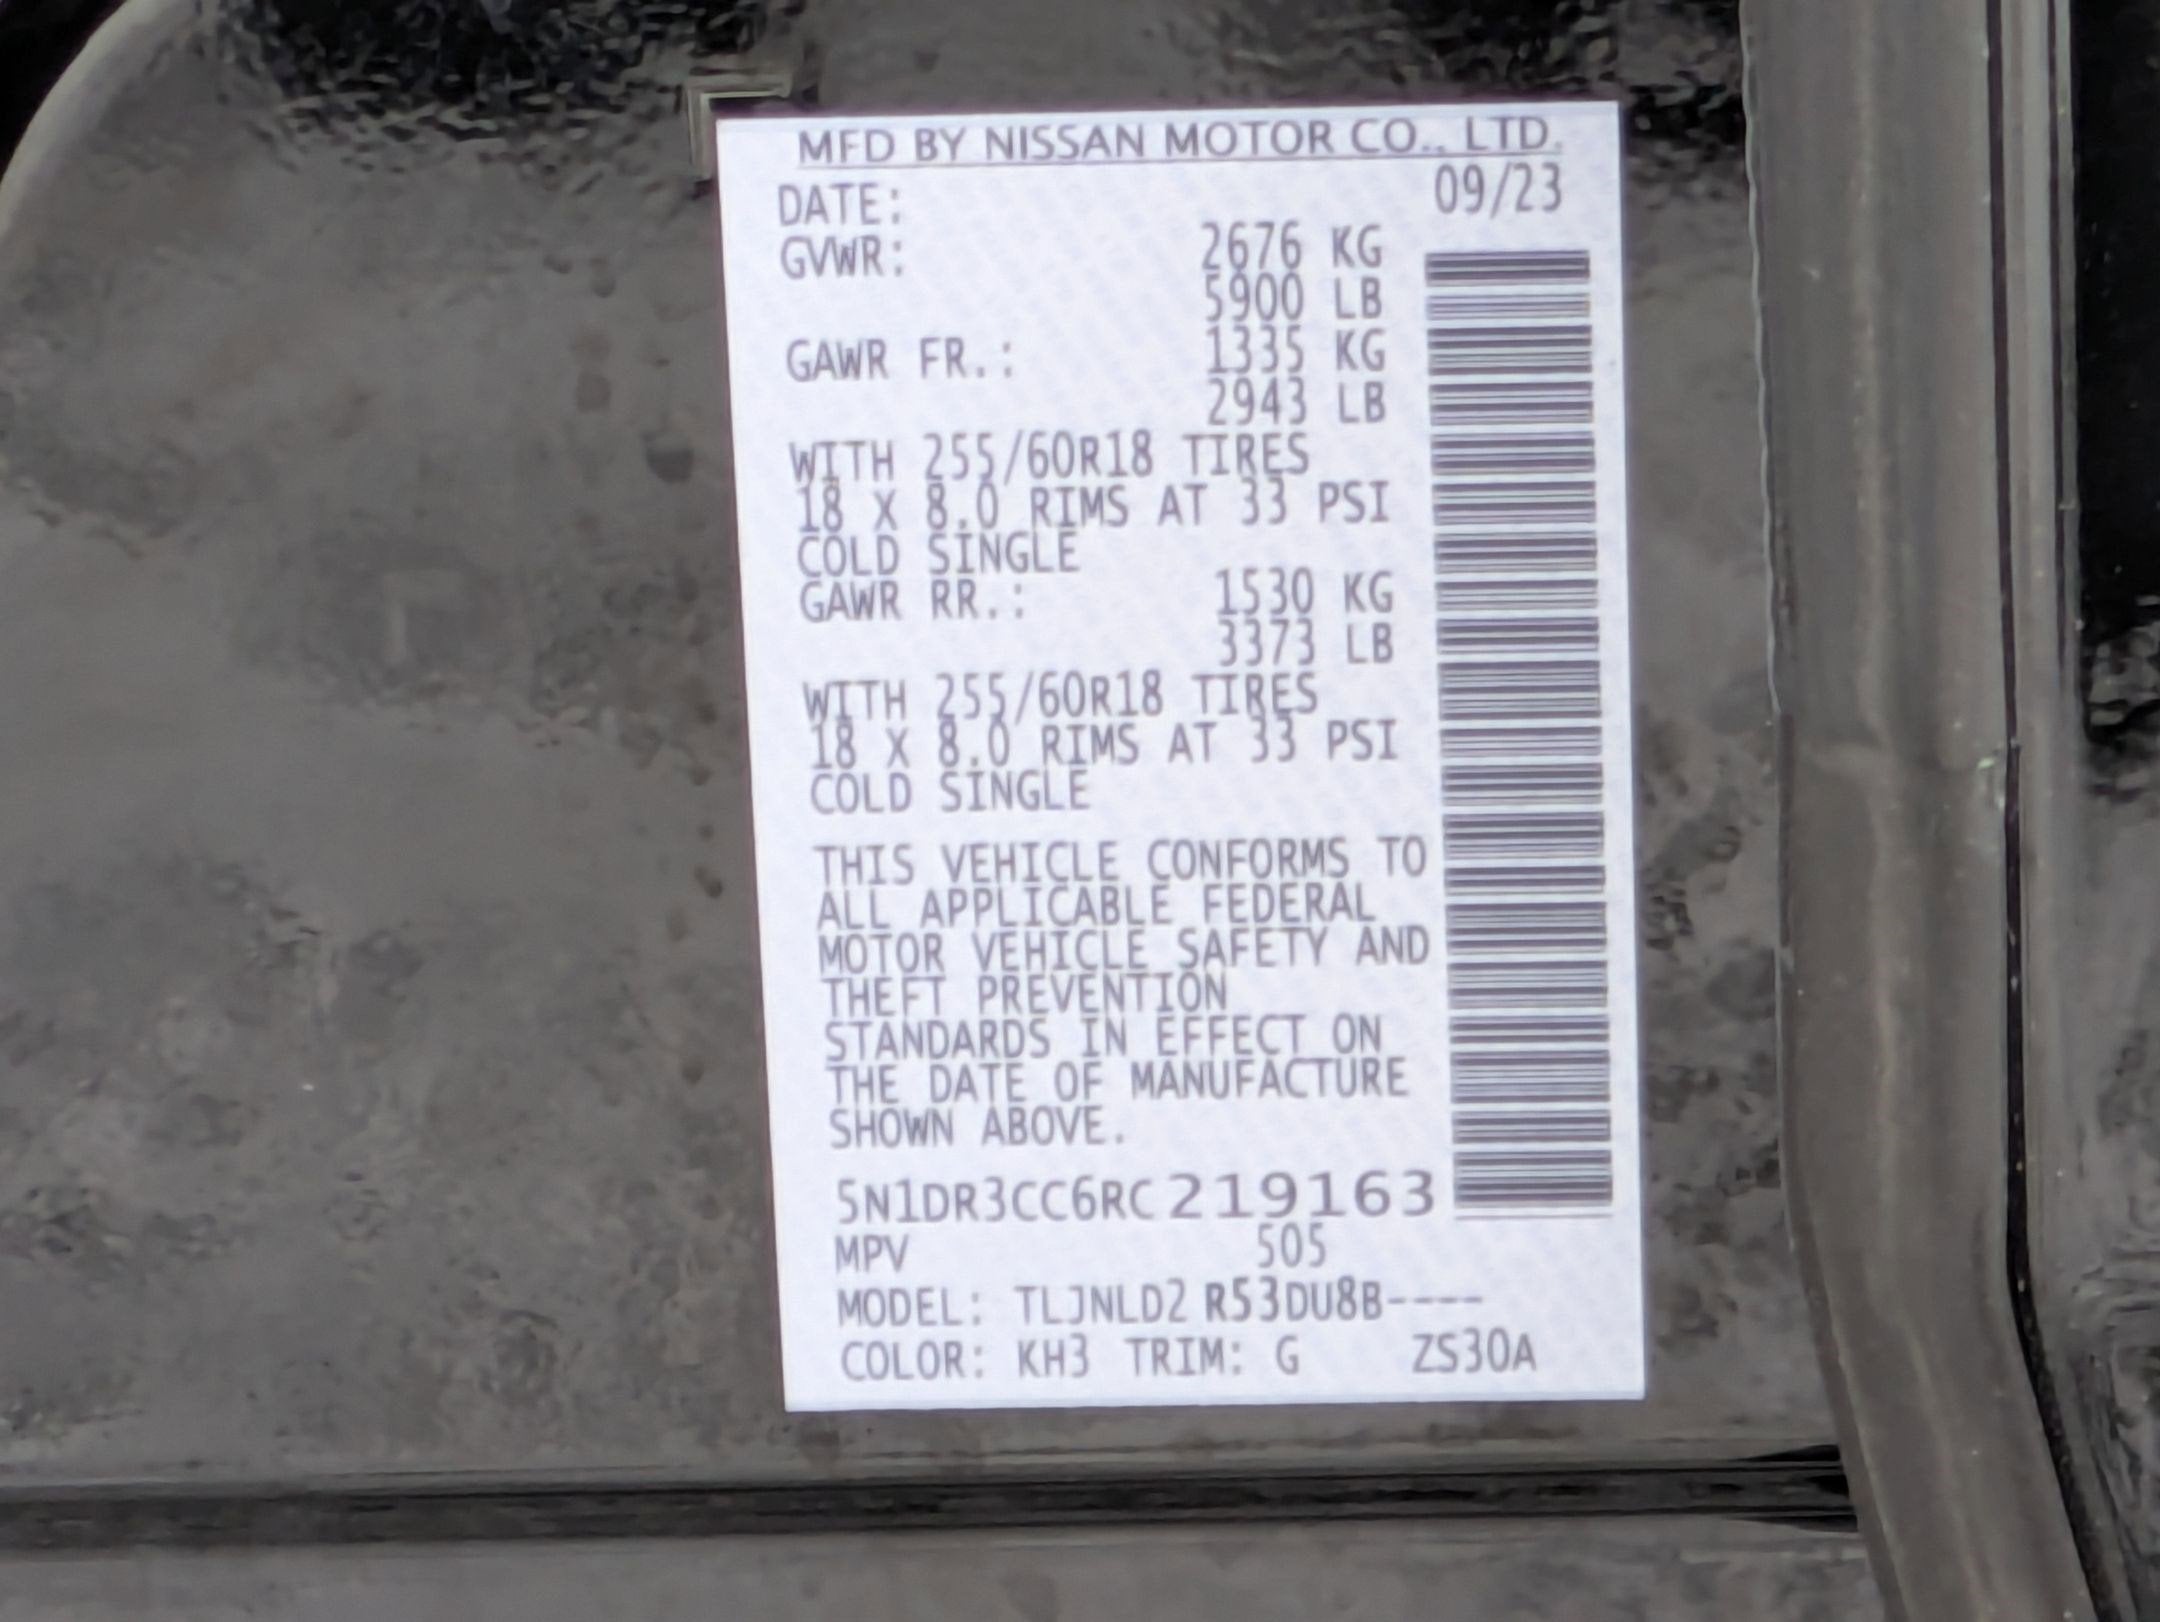 MFD BY NISSAN MOTOR CO., LTD.
DATE: 09/23
GVWR: 2676 KG
5900 LB
GAWR FR.: 1335 KG
2943 LB
WITH 255/60R18 TIRES
18 X 8.0 RIMS AT 33 PSI
COLD SINGLE
GAWR RR.: 1530 KG
3373 LB
WITH 255/60R18 TIRES
18 X 8.0 RIMS AT 33 PSI
COLD SINGLE
THIS VEHICLE CONFORMS TO
ALL APPLICABLE FEDERAL
MOTOR VEHICLE SAFETY AND
THEFT PREVENTION
STANDARDS IN EFFECT ON
THE DATE OF MANUFACTURE
SHOWN ABOVE.
5N1DR3CC6RC219163
MPV 505
MODEL: TLJNLD2 R53DU8B----
COLOR: KH3 TRIM: G ZS30A